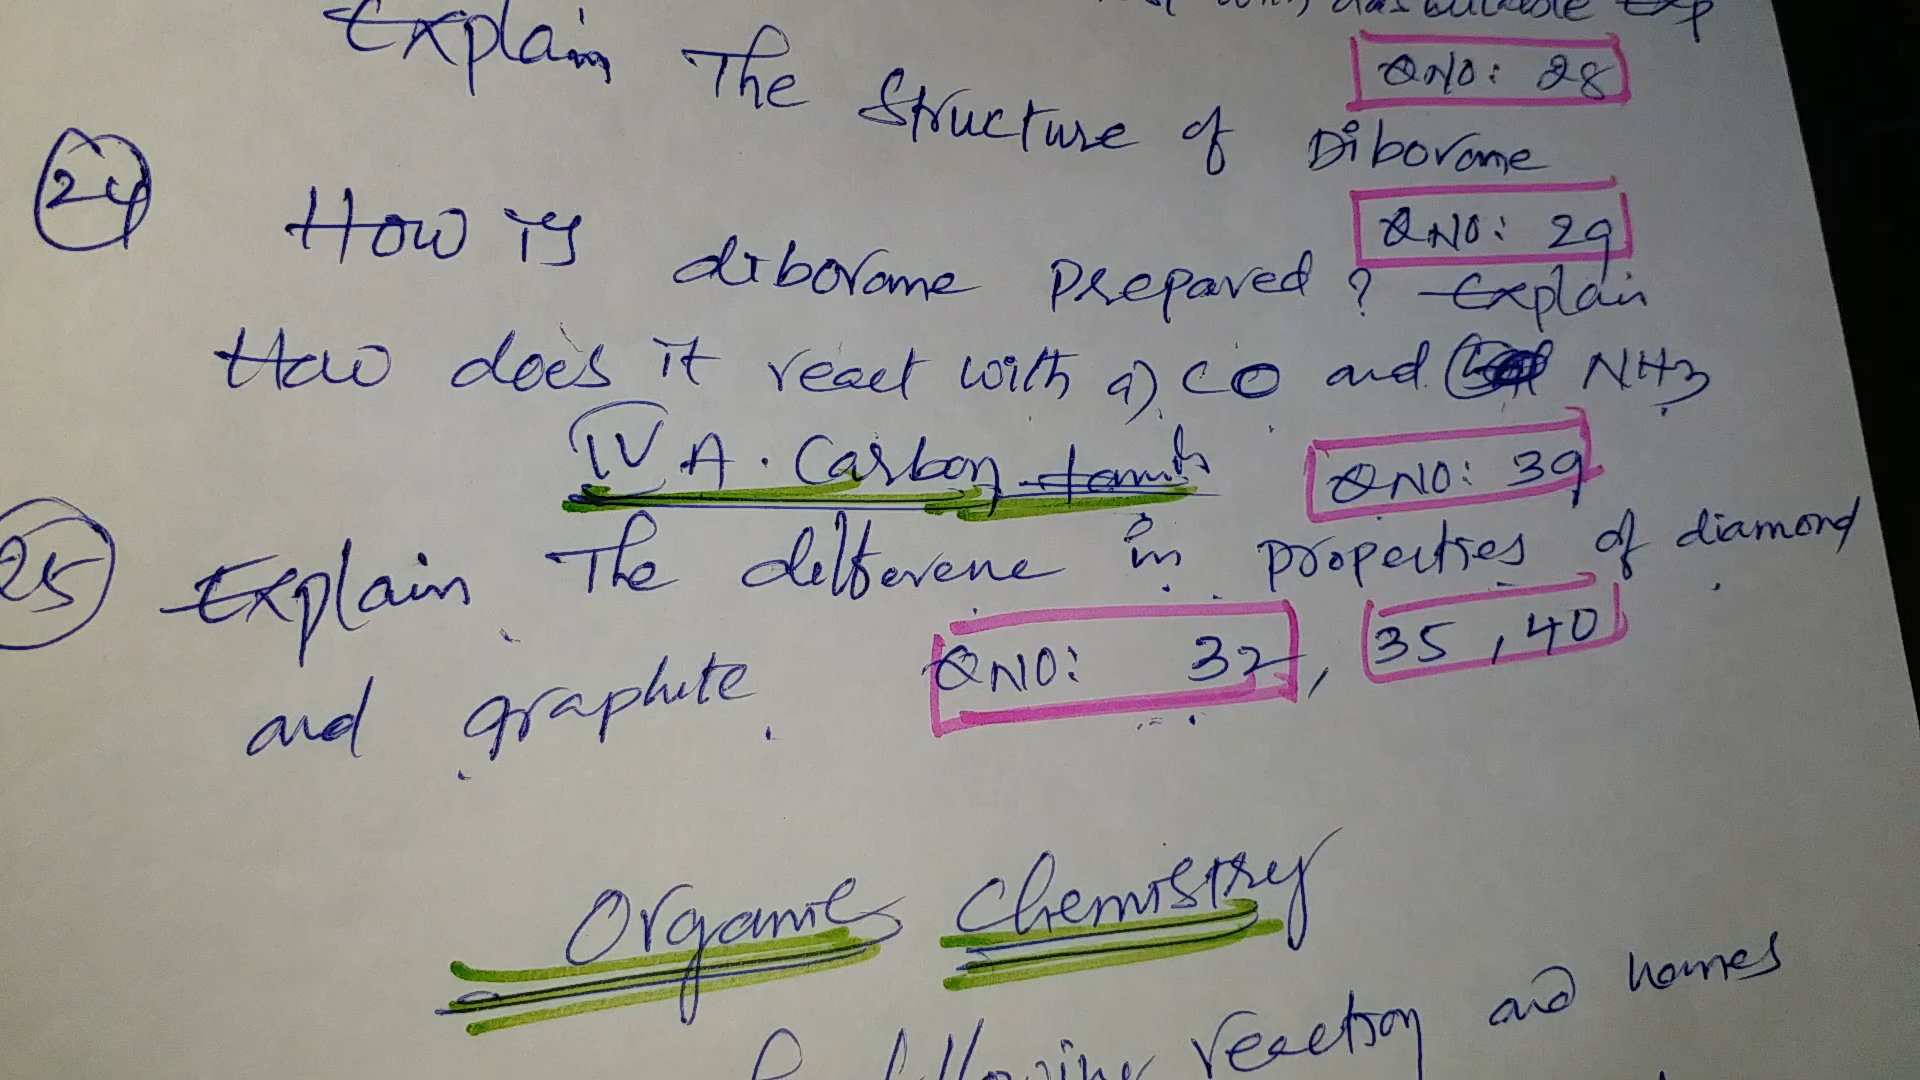 Explain The Structure of Diborane
QNO: 28
24 How is diborane prepared? Explain
QNO: 29
How does it react with a) CO and NH3
IV A. Carbon
QNO: 39
25 Explain The difference in properties of diamond
and graphite. QNO: 32, 35, 40
Organic Chemistry
following reaction and names